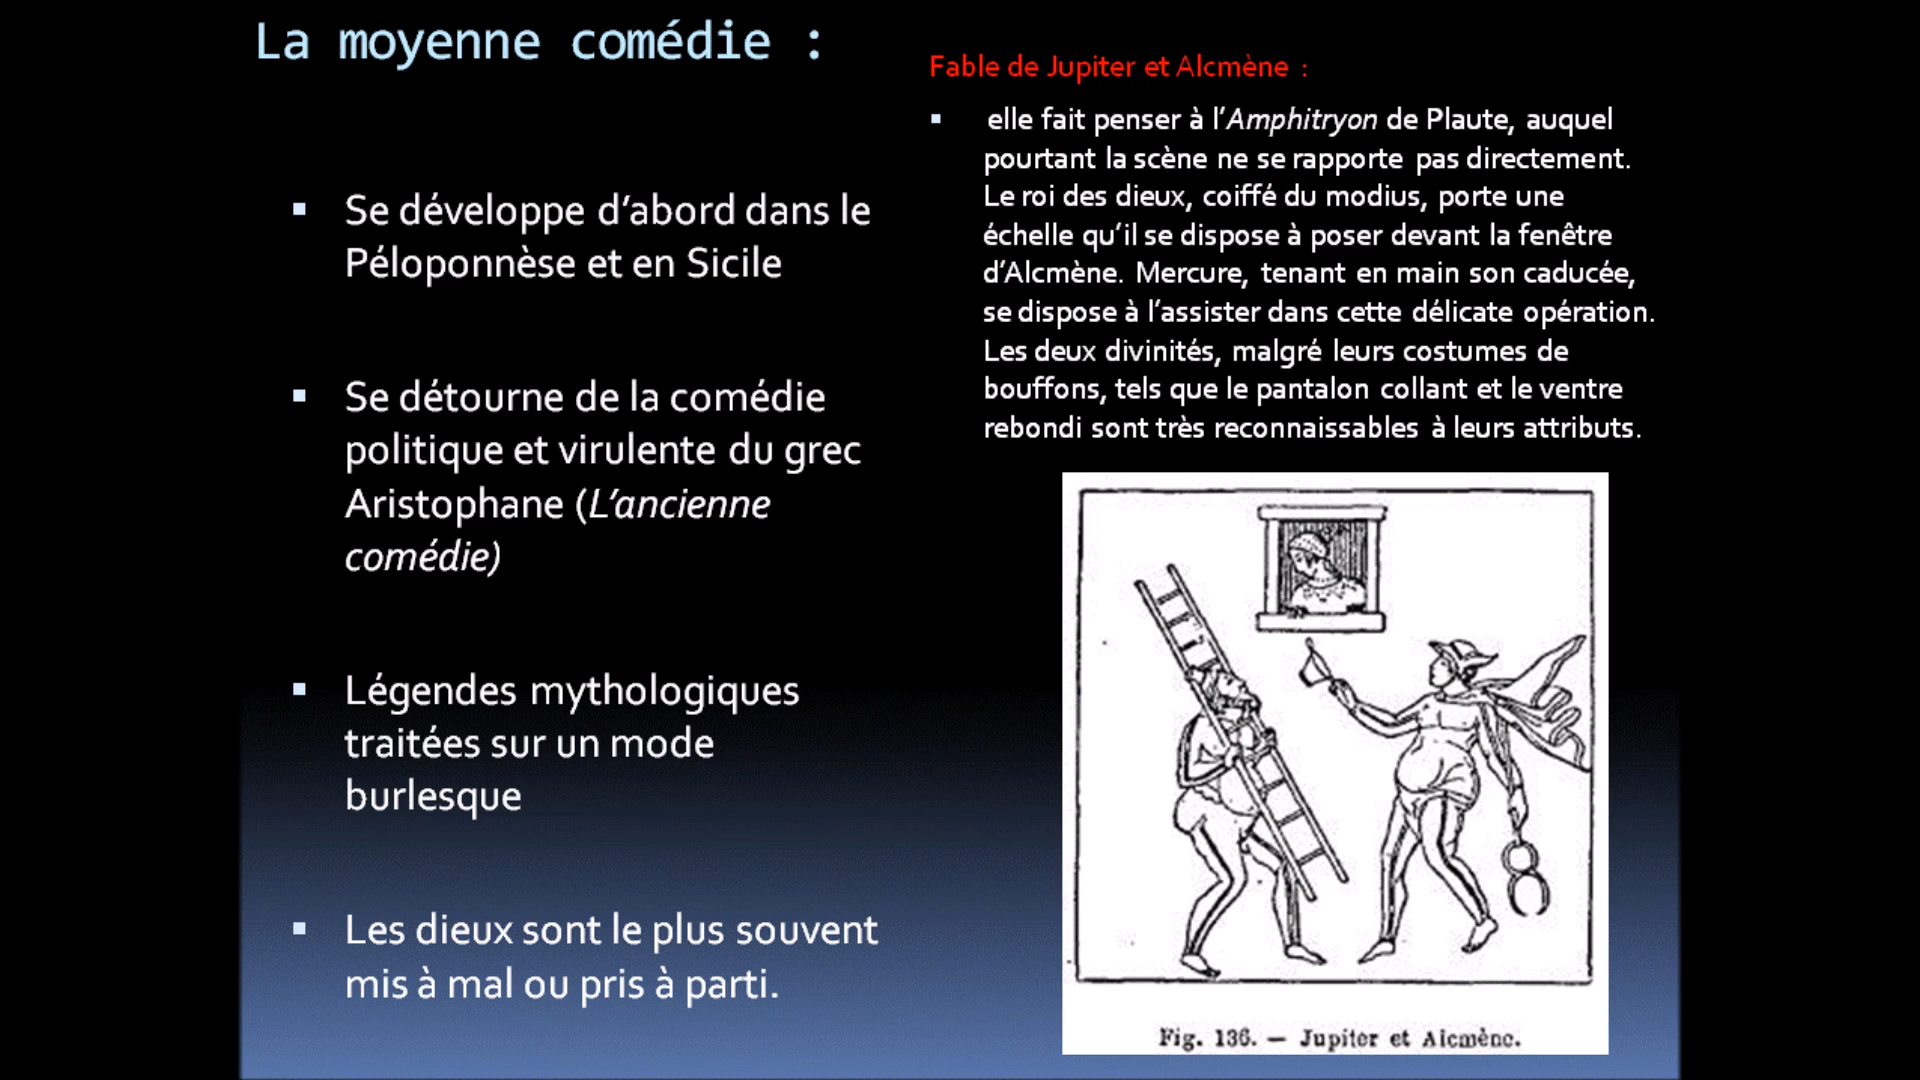 La moyenne comédie :
Se développe d'abord dans le
Péloponnèse et en Sicile
Se détourne de la comédie
politique et virulente du grec
Aristophane (L'ancienne
comédie)
Légendes mythologiques
traitées sur un mode
burlesque
Les dieux sont le plus souvent
mis à mal ou pris à parti.
Fable de Jupiter et Alcmène :
elle fait penser à l'Amphitryon de Plaute, auquel
pourtant la scène ne se rapporte pas directement.
Le roi des dieux, coiffé du modius, porte une
échelle qu'il se dispose à poser devant la fenêtre
d'Alcmène. Mercure, tenant en main son caducée,
se dispose à l'assister dans cette délicate opération.
Les deux divinités, malgré leurs costumes de
bouffons, tels que le pantalon collant et le ventre
rebondi sont très reconnaissables à leurs attributs.
Fig. 136. — Jupiter et Alcmène.